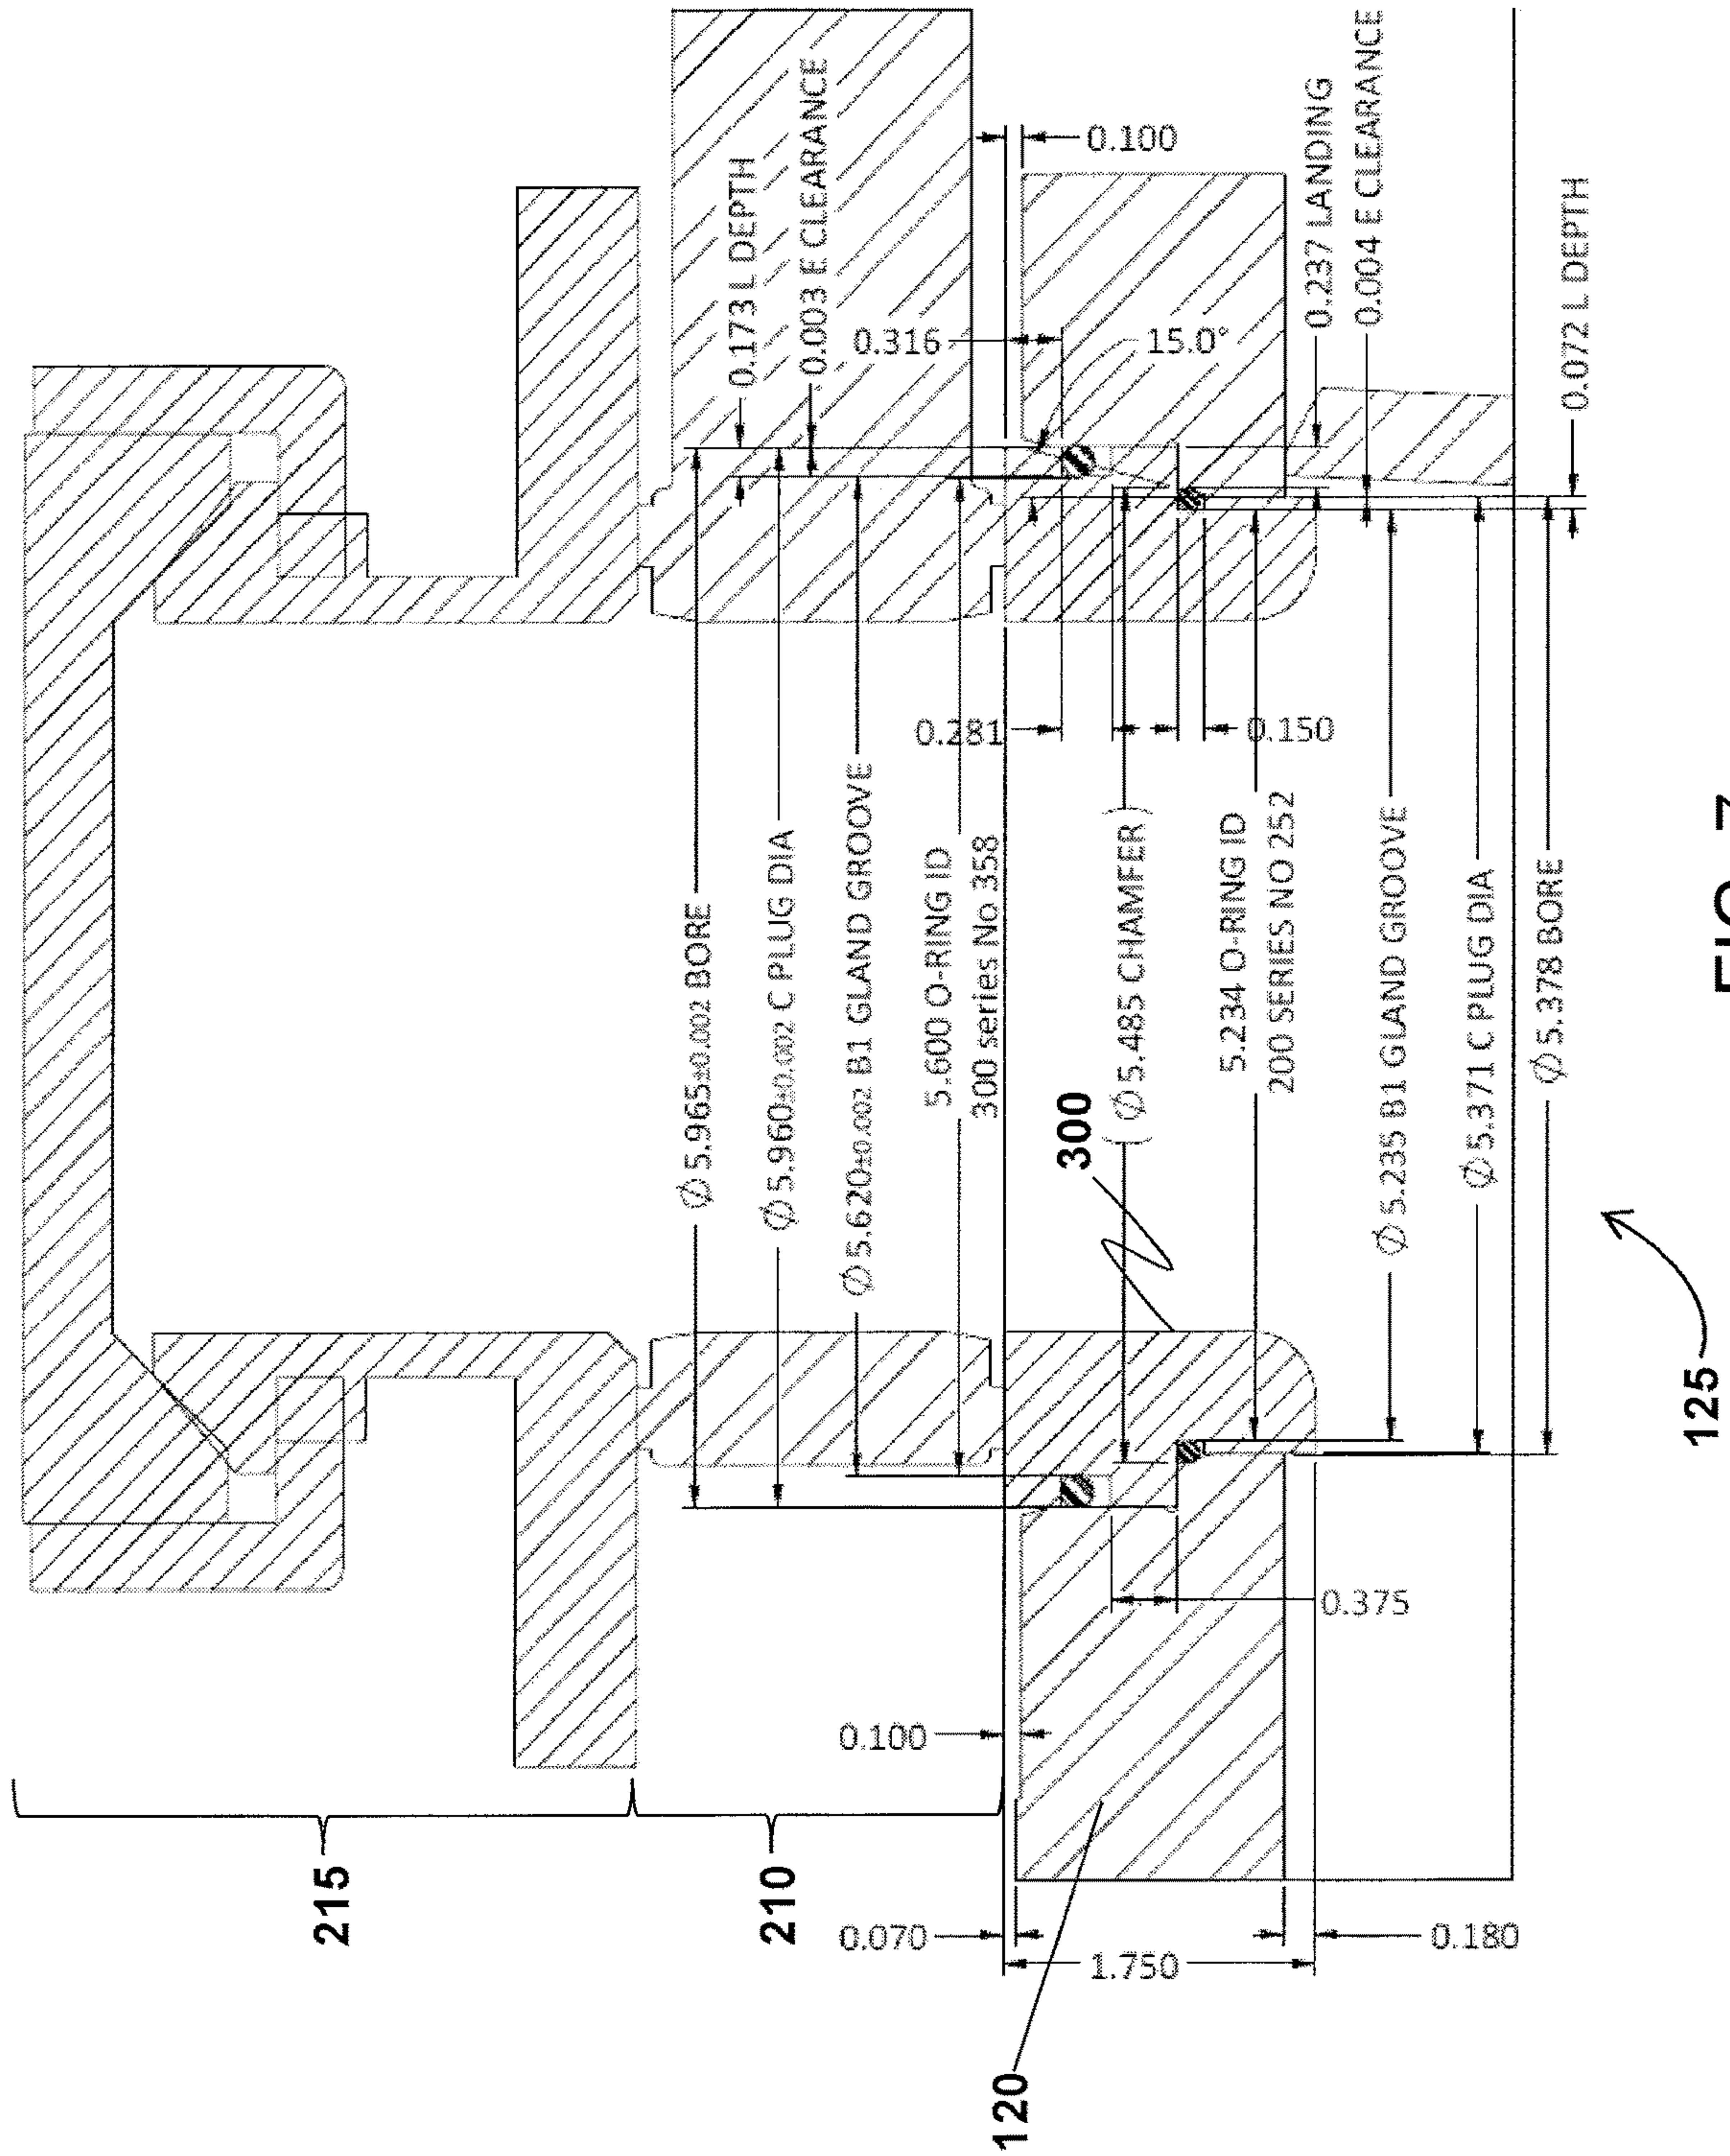 0.173 L DEPTH
0.003 E CLEARANCE
0.100
0.316
15.0°
0.237 LANDING
0.004 E CLEARANCE
0.072 L DEPTH
Ø 5.965±0.002 BORE
Ø 5.960±0.002 C PLUG DIA
Ø 5.620±0.002 B1 GLAND GROOVE
5.600 O-RING ID
300 series No 358
0.281
0.150
( Ø 5.485 CHAMFER )
5.234 O-RING ID
200 SERIES NO 252
Ø 5.235 B1 GLAND GROOVE
Ø 5.371 C PLUG DIA
Ø 5.378 BORE
300
0.375
0.100
215
210
0.070
1.750
0.180
120
125
FIG. 7